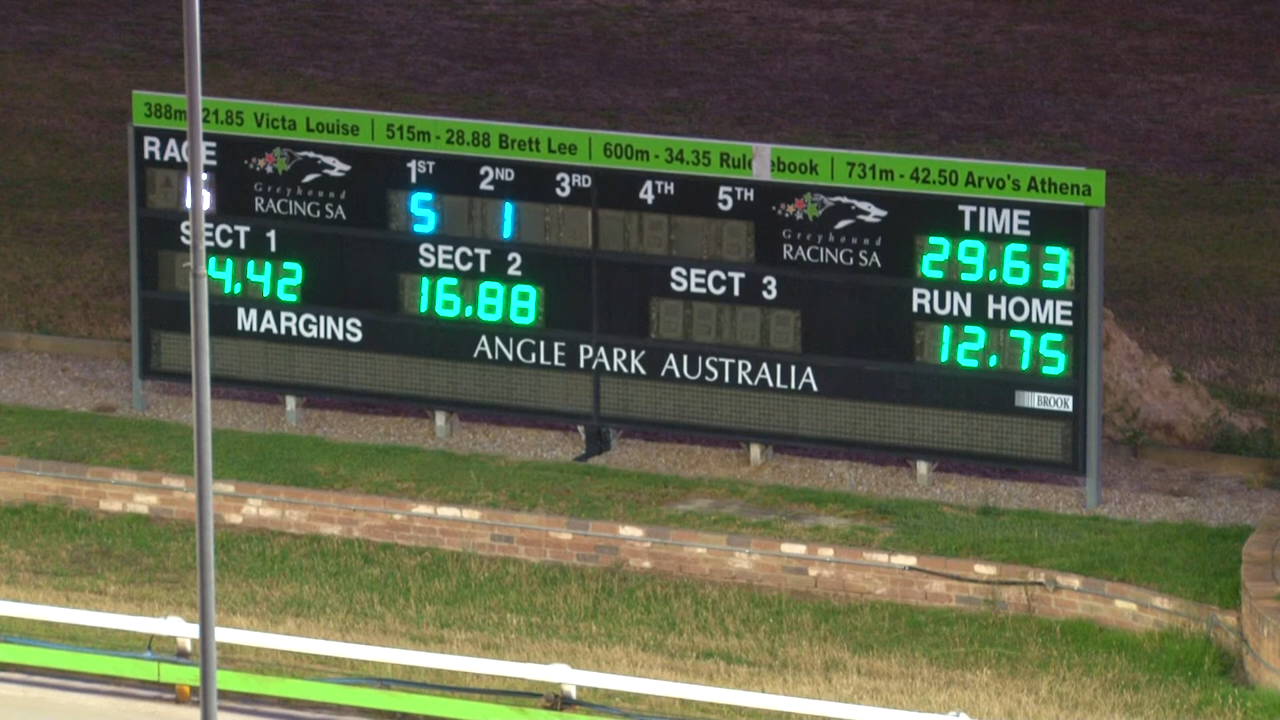 388m 21.85 Victa Louise | 515m - 28.88 Brett Lee | 600m - 34.35 Rule ebook | 731m - 42.50 Arvo's Athena
RACE
Greyhound
RACING SA
1ST 2ND 3RD 4TH 5TH
5 1
Greyhound
RACING SA
TIME
29.63
SECT 1
4.42
SECT 2
16.88
SECT 3
RUN HOME
12.75
MARGINS
ANGLE PARK AUSTRALIA
BROOK